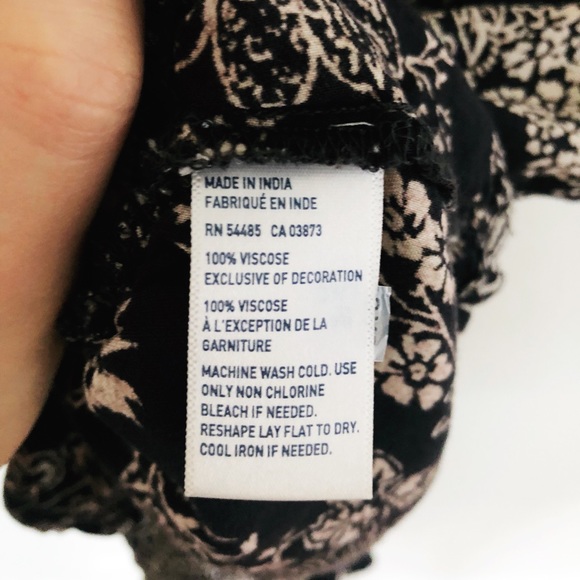 MADE IN INDIA
FABRIQUÉ EN INDE
RN 54485 CA 03873
100% VISCOSE
EXCLUSIVE OF DECORATION
100% VISCOSE
À L'EXCEPTION DE LA
GARNITURE
MACHINE WASH COLD. USE
ONLY NON CHLORINE
BLEACH IF NEEDED.
RESHAPE LAY FLAT TO DRY.
COOL IRON IF NEEDED.